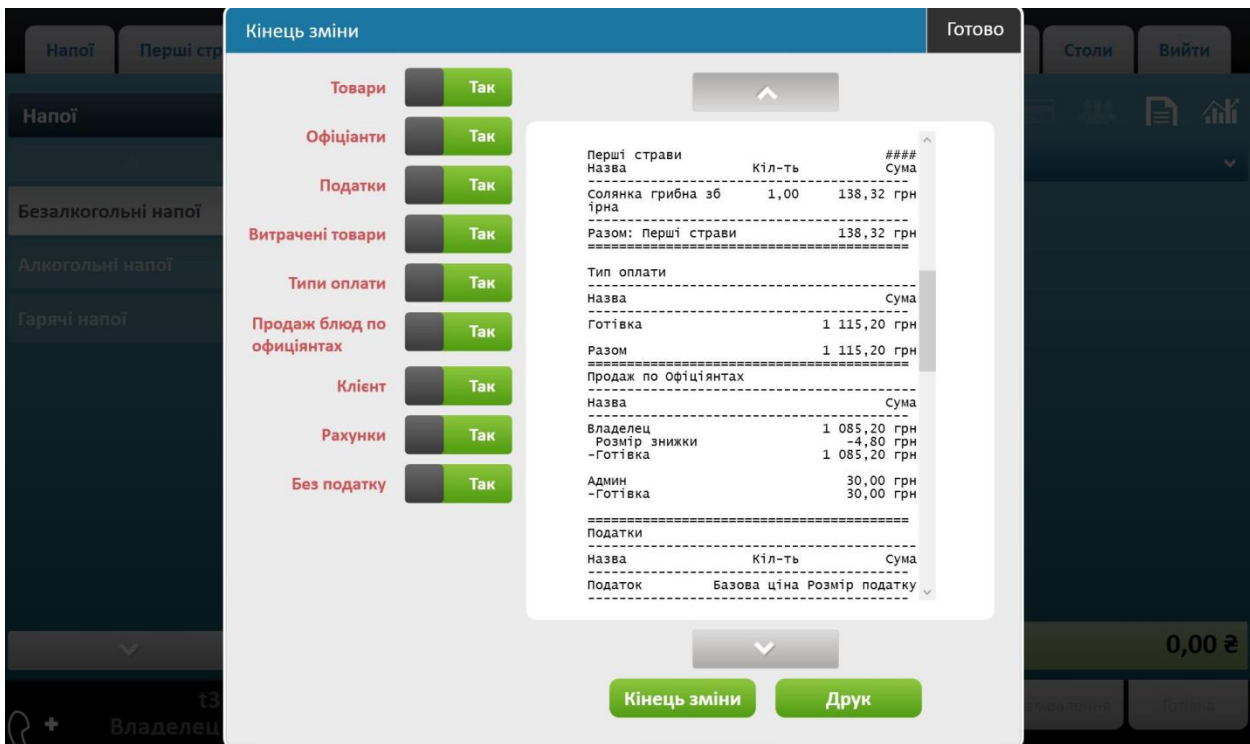 Напої
Перші стр
Кінець зміни
Готово
Столи
Вийти
Напої
Безалкогольні напої
Алкогольні напої
Гарячі напої
Товари Так
Офіціанти Так
Податки Так
Витрачені товари Так
Типи оплати Так
Продаж блюд по
официянтах Так
Клієнт Так
Рахунки Так
Без податку Так
Перші страви ####
Назва Кіл-ть Сума
Солянка грибна зб 1,00 138,32 грн
ірна
Разом: Перші страви 138,32 грн
Тип оплати
Назва Сума
Готівка 1 115,20 грн
Разом 1 115,20 грн
Продаж по Офіціянтах
Назва Сума
Владелец 1 085,20 грн
Розмір знижки -4,80 грн
-Готівка 1 085,20 грн
Админ 30,00 грн
-Готівка 30,00 грн
Податки
Назва Кіл-ть Сума
Податок Базова ціна Розмір податку
Кінець зміни
Друк
0,00 ₴
t3
Владелец